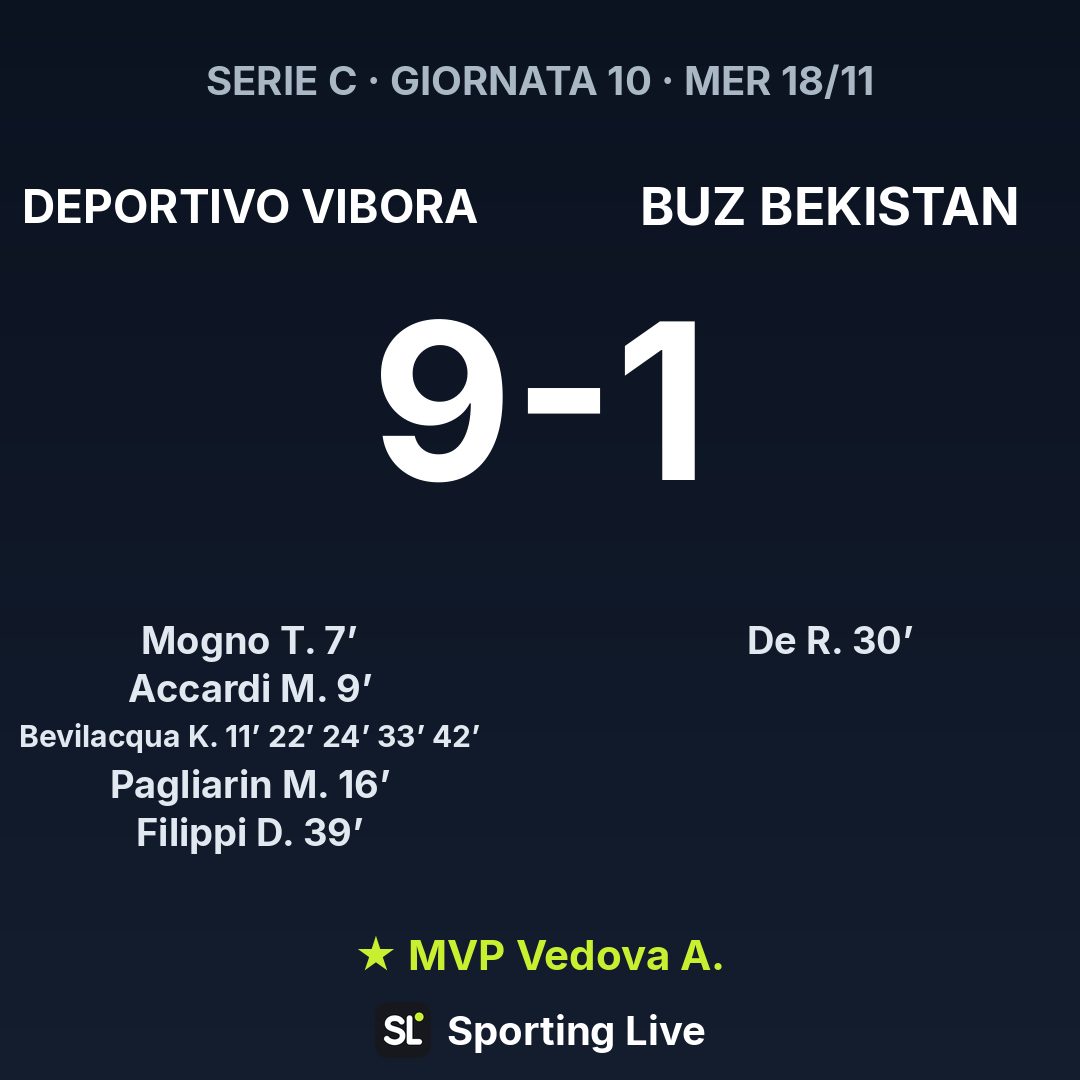 SERIE C · GIORNATA 10 · MER 18/11
DEPORTIVO VIBORA
BUZ BEKISTAN
9-1
Mogno T. 7’
Accardi M. 9’
Bevilacqua K. 11’ 22’ 24’ 33’ 42’
Pagliarin M. 16’
Filippi D. 39’
De R. 30’
★ MVP Vedova A.
SL Sporting Live